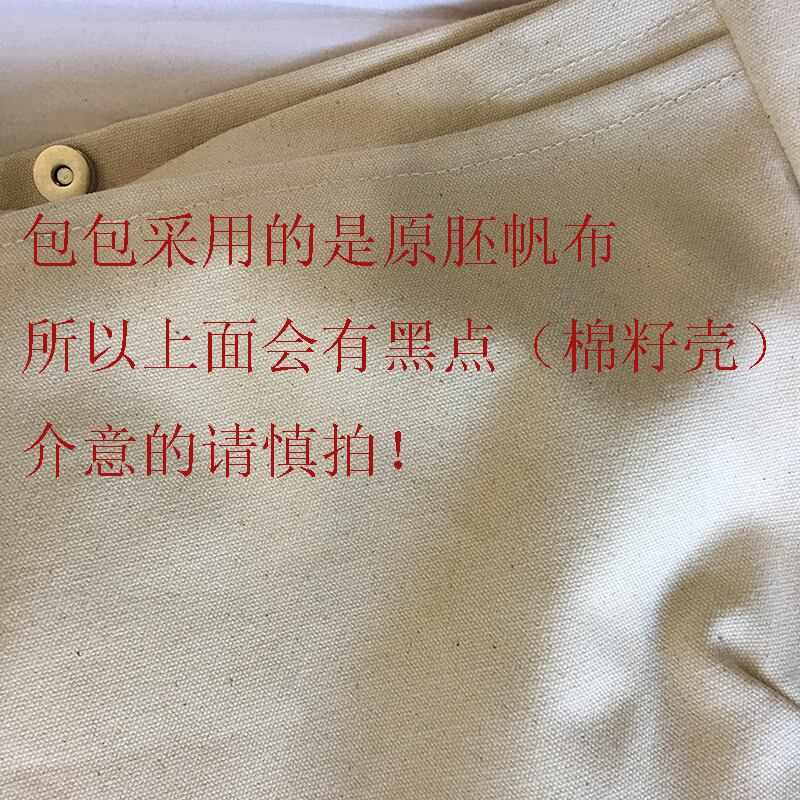 包包采用的是原胚帆布
所以上面会有黑点（棉籽壳）
介意的请慎拍！